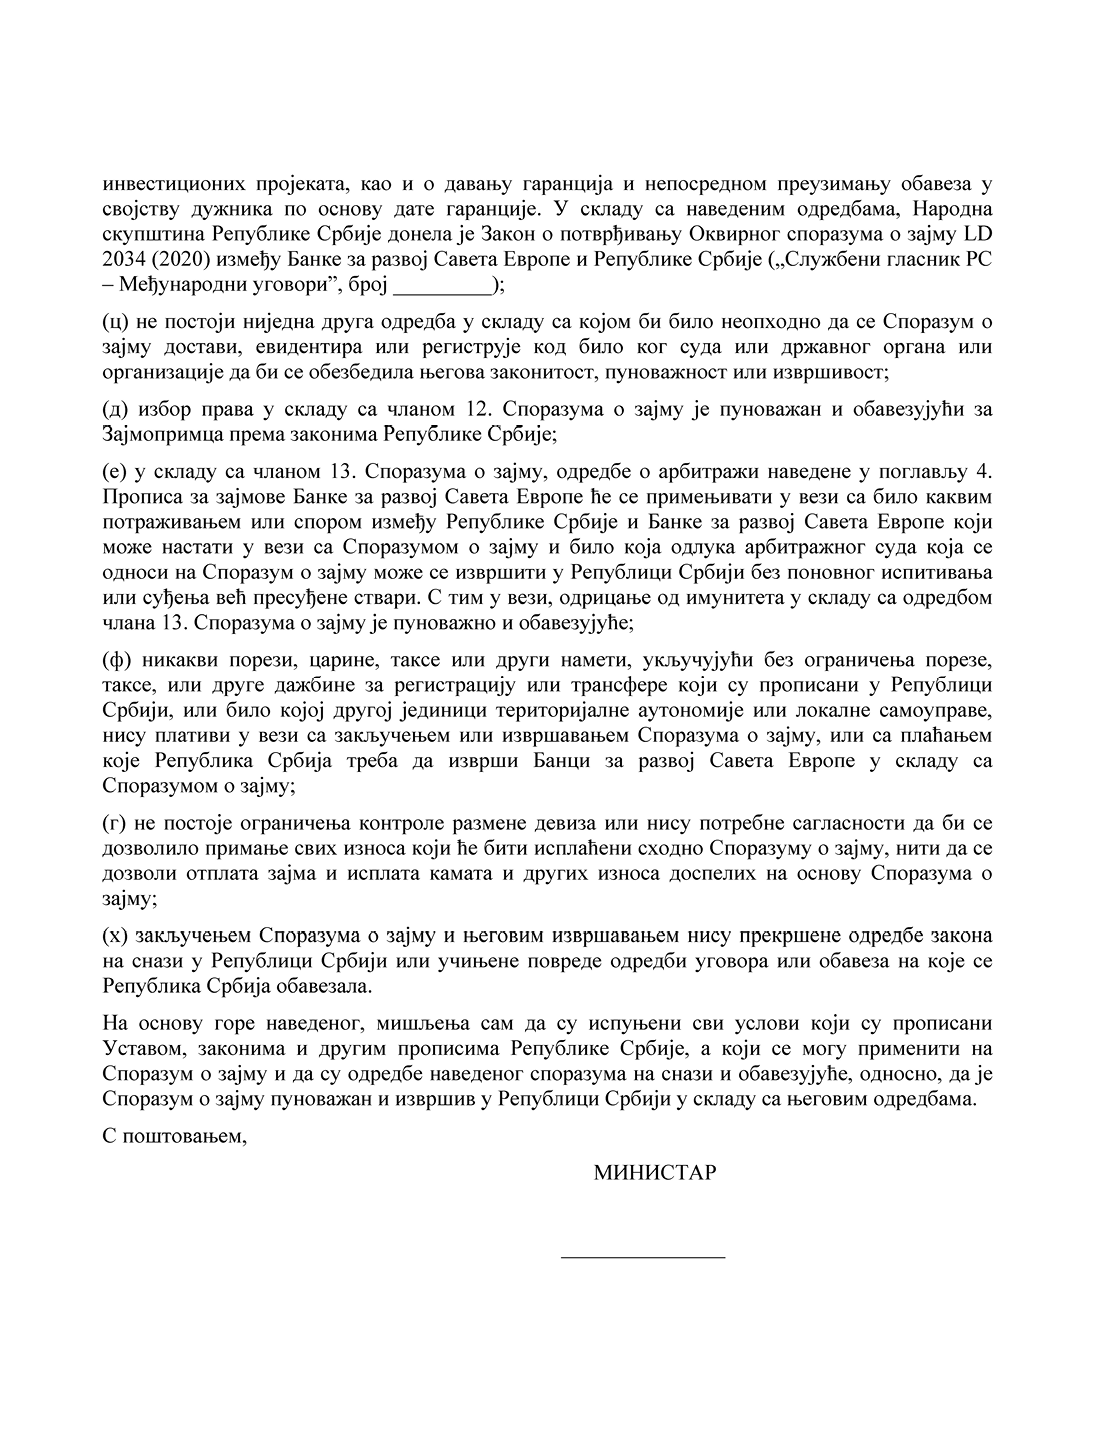 инвестиционих пројеката, као и о давању гаранција и непосредном преузимању обавеза у
својству дужника по основу дате гаранције. У складу са наведеним одредбама, Народна
скупштина Републике Србије донела је Закон о потврђивању Оквирног споразума о зајму LD
2034 (2020) између Банке за развој Савета Европе и Републике Србије („Службени гласник РС
– Међународни уговори”, број _________);
(ц) не постоји ниједна друга одредба у складу са којом би било неопходно да се Споразум о
зајму достави, евидентира или региструје код било ког суда или државног органа или
организације да би се обезбедила његова законитост, пуноважност или извршивост;
(д) избор права у складу са чланом 12. Споразума о зајму је пуноважан и обавезујући за
Зајмопримца према законима Републике Србије;
(е) у складу са чланом 13. Споразума о зајму, одредбе о арбитражи наведене у поглављу 4.
Прописа за зајмове Банке за развој Савета Европе ће се примењивати у вези са било каквим
потраживањем или спором између Републике Србије и Банке за развој Савета Европе који
може настати у вези са Споразумом о зајму и било која одлука арбитражног суда која се
односи на Споразум о зајму може се извршити у Републици Србији без поновног испитивања
или суђења већ пресуђене ствари. С тим у вези, одрицање од имунитета у складу са одредбом
члана 13. Споразума о зајму је пуноважно и обавезујуће;
(ф) никакви порези, царине, таксе или други намети, укључујући без ограничења порезе,
таксе, или друге дажбине за регистрацију или трансфере који су прописани у Републици
Србији, или било којој другој јединици територијалне аутономије или локалне самоуправе,
нису плативи у вези са закључењем или извршавањем Споразума о зајму, или са плаћањем
које Република Србија треба да изврши Банци за развој Савета Европе у складу са
Споразумом о зајму;
(г) не постоје ограничења контроле размене девиза или нису потребне сагласности да би се
дозволило примање свих износа који ће бити исплаћени сходно Споразуму о зајму, нити да се
дозволи отплата зајма и исплата камата и других износа доспелих на основу Споразума о
зајму;
(х) закључењем Споразума о зајму и његовим извршавањем нису прекршене одредбе закона
на снази у Републици Србији или учињене повреде одредби уговора или обавеза на које се
Република Србија обавезала.
На основу горе наведеног, мишљења сам да су испуњени сви услови који су прописани
Уставом, законима и другим прописима Републике Србије, а који се могу применити на
Споразум о зајму и да су одредбе наведеног споразума на снази и обавезујуће, односно, да је
Споразум о зајму пуноважан и извршив у Републици Србији у складу са његовим одредбама.
С поштовањем,
МИНИСТАР
_______________